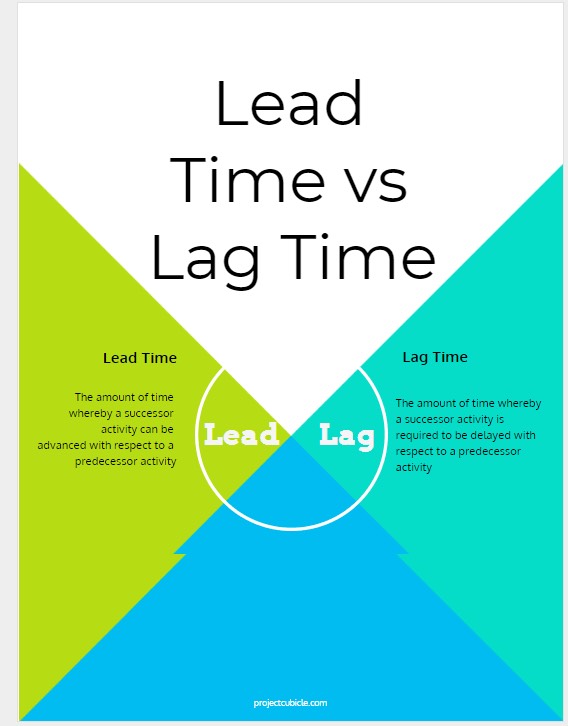 Lead
Time vs
Lag Time
Lead Time
The amount of time
whereby a successor
activity can be
advanced with respect to a
predecessor activity
Lag Time
The amount of time whereby
a successor activity is
required to be delayed with
respect to a predecessor
activity
Lead
Lag
projectcubicle.com